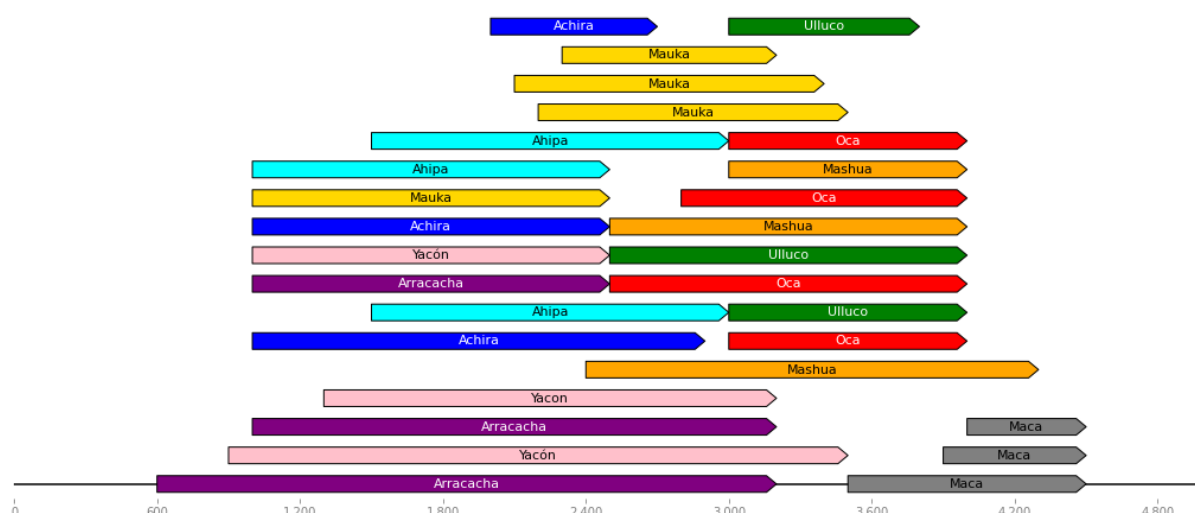 Achira Ulluco
Mauka
Mauka
Mauka
Ahipa Oca
Ahipa Mashua
Mauka Oca
Achira Mashua
Yacón Ulluco
Arracacha Oca
Ahipa Ulluco
Achira Oca
Mashua
Yacon
Arracacha Maca
Yacón Maca
Arracacha Maca
0 600 1,200 1,800 2,400 3,000 3,600 4,200 4,800